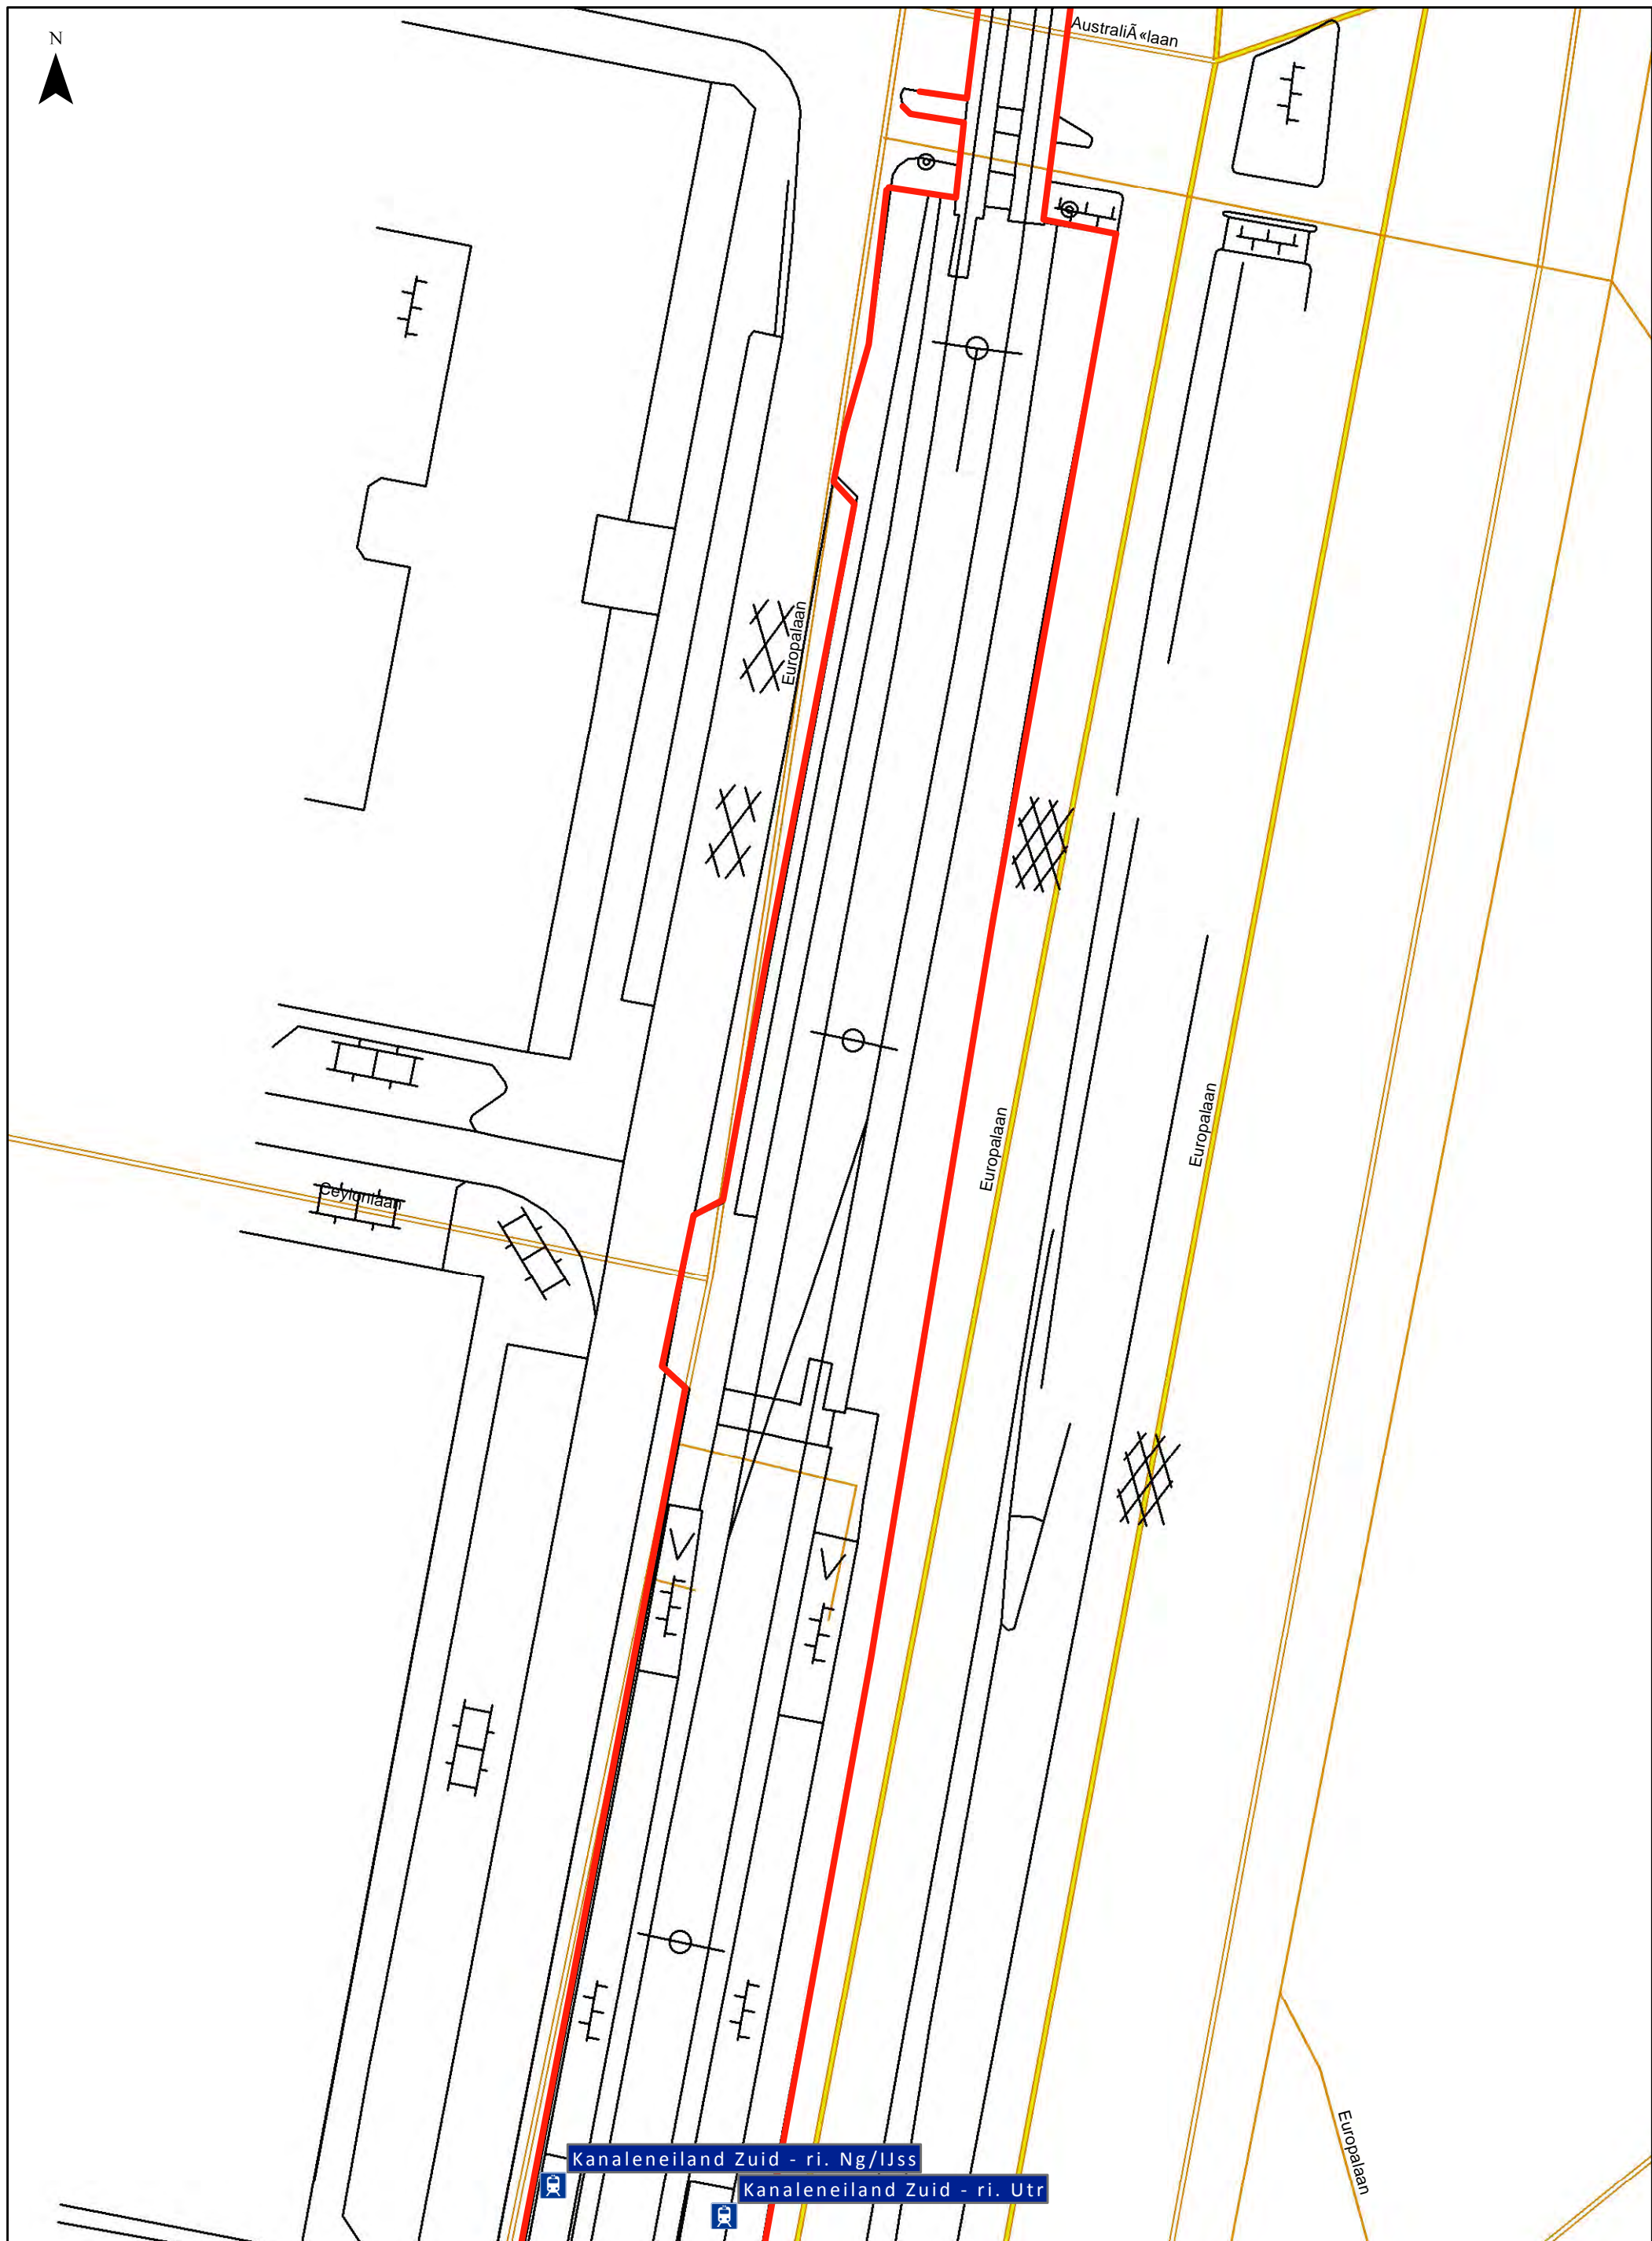 N
AustraliÃ«laan
Europalaan
Europalaan
Europalaan
Ceylonlaan
Europalaan
Kanaleneiland Zuid - ri. Ng/IJss
Kanaleneiland Zuid - ri. Utr